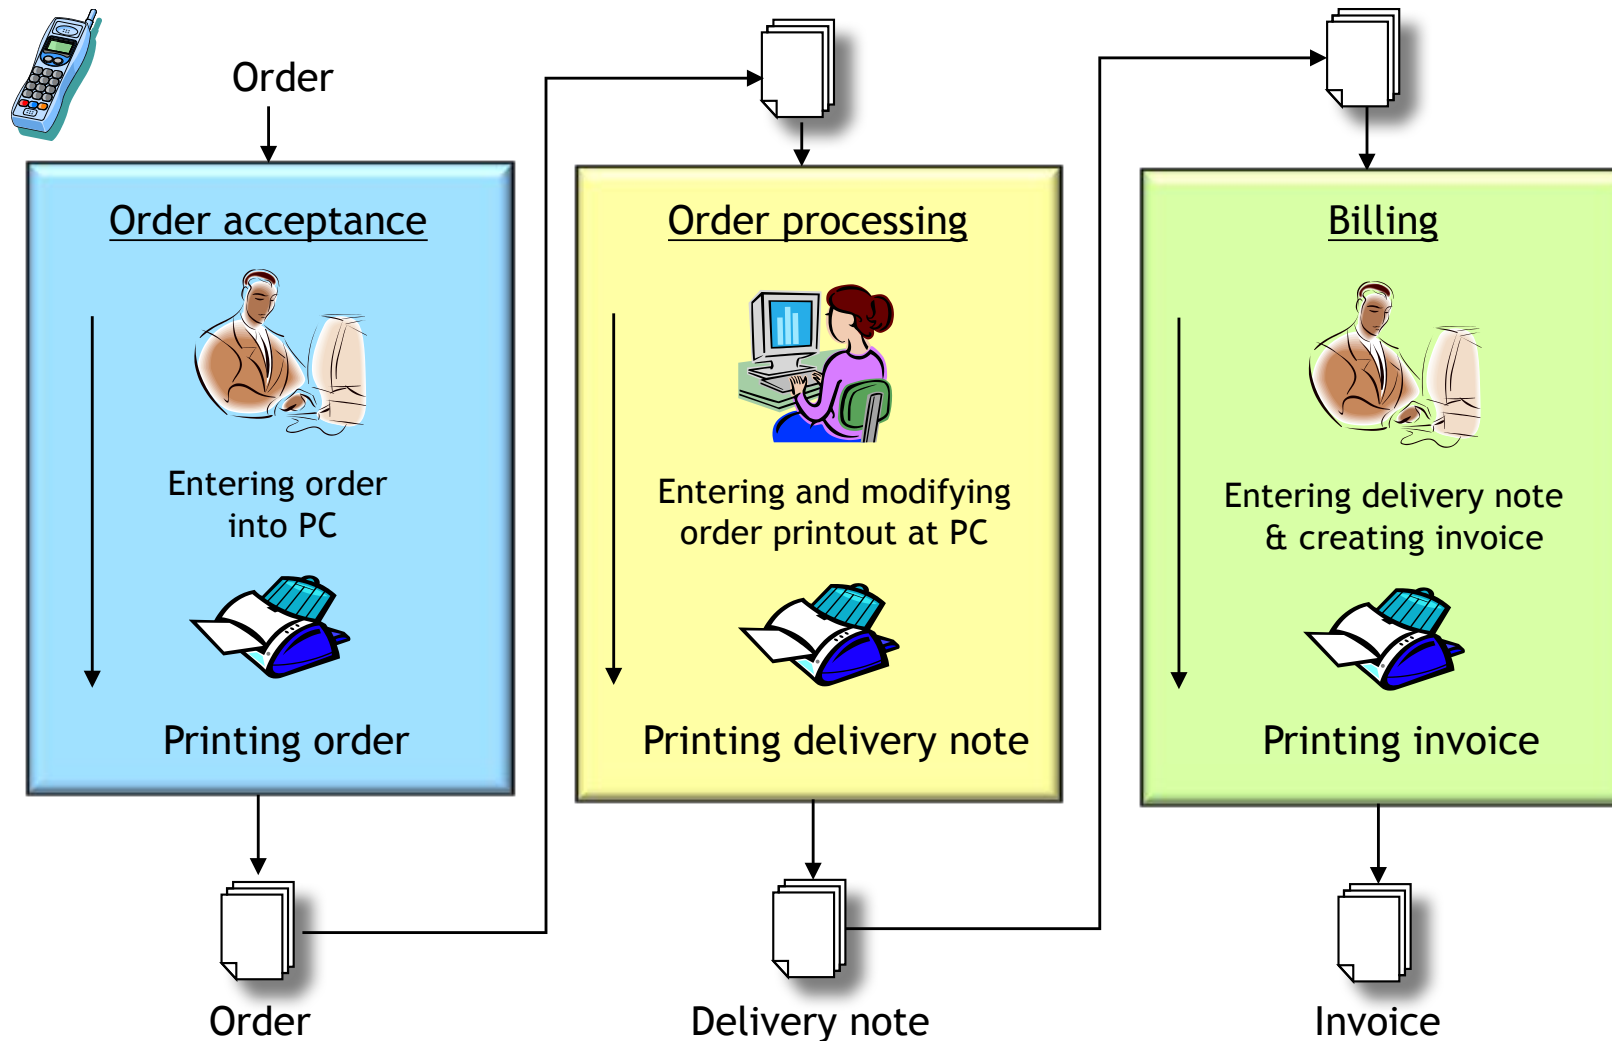 Order
Order acceptance
Entering order
into PC
Printing order
Order
Order processing
Entering and modifying
order printout at PC
Printing delivery note
Delivery note
Billing
Entering delivery note
& creating invoice
Printing invoice
Invoice